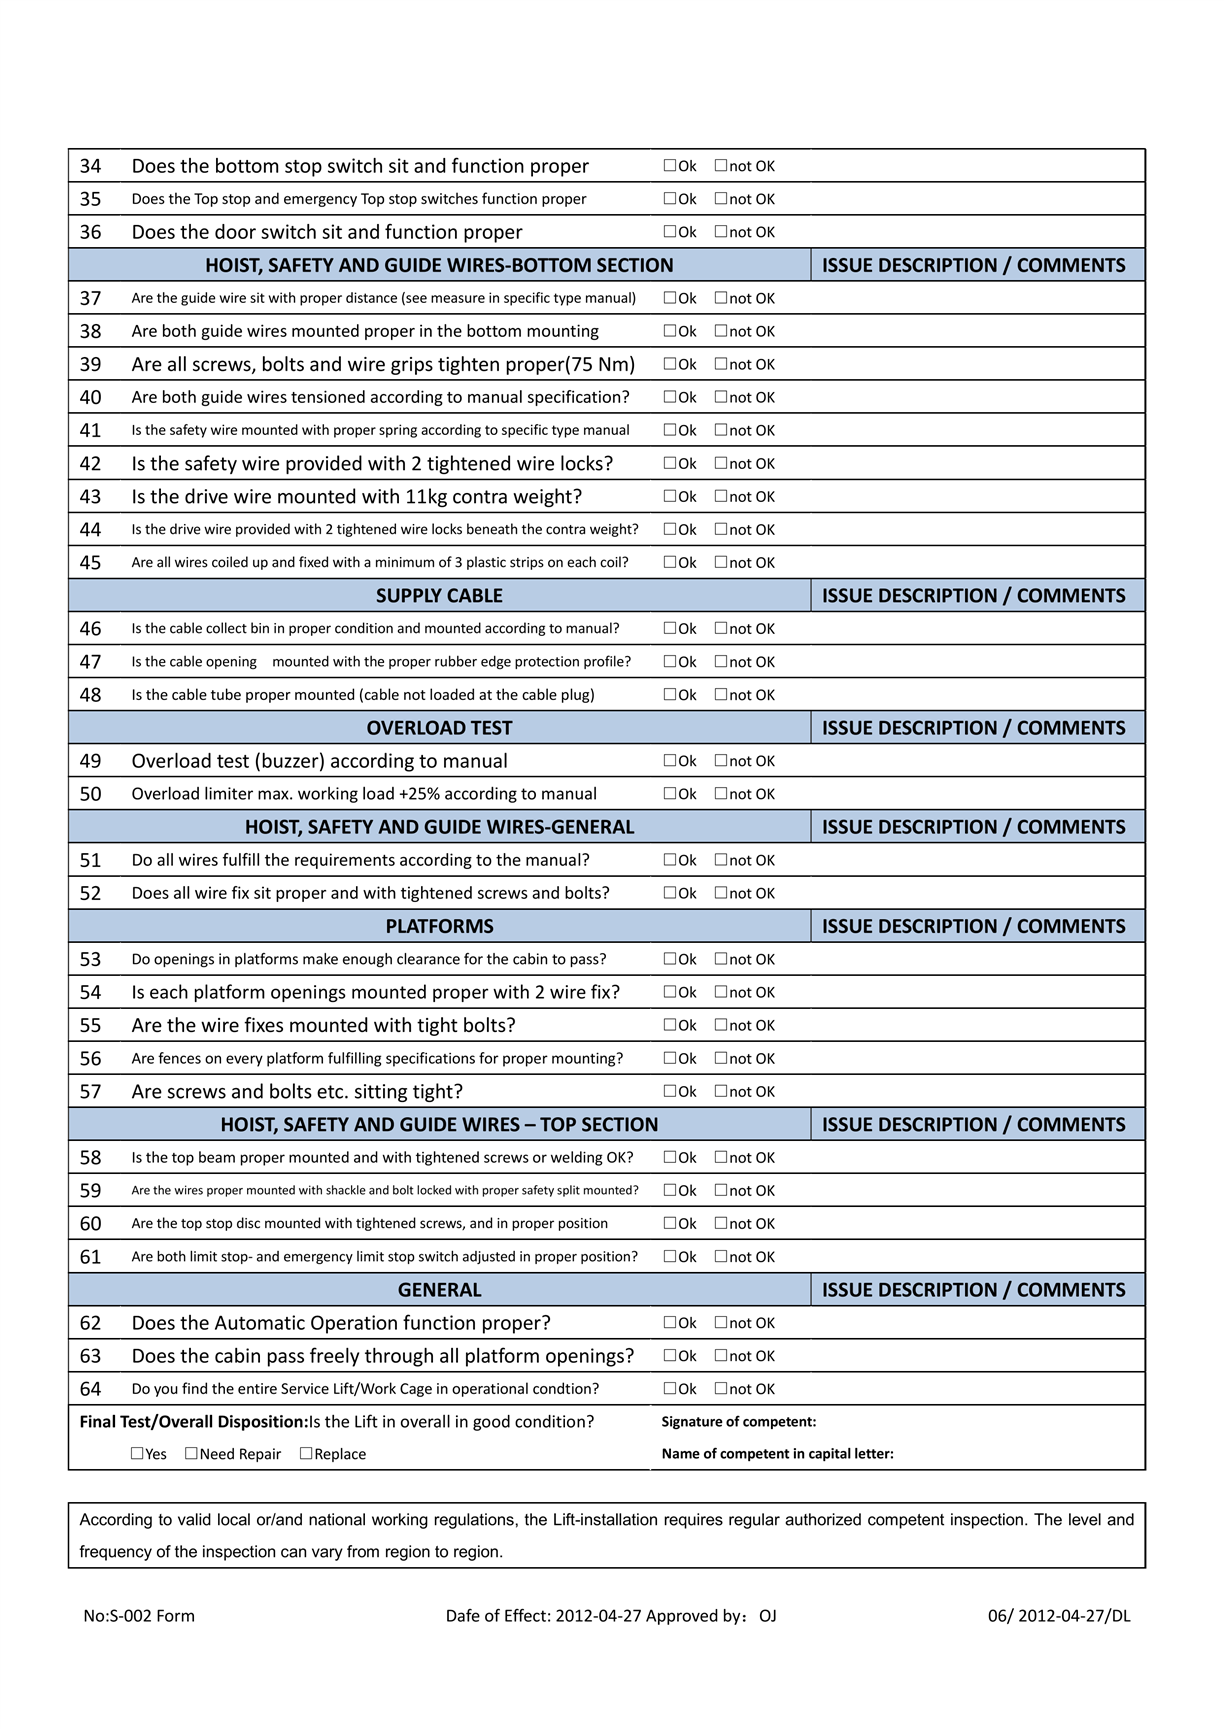 34 Does the bottom stop switch sit and function proper ☐Ok ☐not OK
35 Does the Top stop and emergency Top stop switches function proper ☐Ok ☐not OK
36 Does the door switch sit and function proper ☐Ok ☐not OK
HOIST, SAFETY AND GUIDE WIRES-BOTTOM SECTION ISSUE DESCRIPTION / COMMENTS
37 Are the guide wire sit with proper distance (see measure in specific type manual) ☐Ok ☐not OK
38 Are both guide wires mounted proper in the bottom mounting ☐Ok ☐not OK
39 Are all screws, bolts and wire grips tighten proper(75 Nm) ☐Ok ☐not OK
40 Are both guide wires tensioned according to manual specification? ☐Ok ☐not OK
41 Is the safety wire mounted with proper spring according to specific type manual ☐Ok ☐not OK
42 Is the safety wire provided with 2 tightened wire locks? ☐Ok ☐not OK
43 Is the drive wire mounted with 11kg contra weight? ☐Ok ☐not OK
44 Is the drive wire provided with 2 tightened wire locks beneath the contra weight? ☐Ok ☐not OK
45 Are all wires coiled up and fixed with a minimum of 3 plastic strips on each coil? ☐Ok ☐not OK
SUPPLY CABLE ISSUE DESCRIPTION / COMMENTS
46 Is the cable collect bin in proper condition and mounted according to manual? ☐Ok ☐not OK
47 Is the cable opening mounted with the proper rubber edge protection profile? ☐Ok ☐not OK
48 Is the cable tube proper mounted (cable not loaded at the cable plug) ☐Ok ☐not OK
OVERLOAD TEST ISSUE DESCRIPTION / COMMENTS
49 Overload test (buzzer) according to manual ☐Ok ☐not OK
50 Overload limiter max. working load +25% according to manual ☐Ok ☐not OK
HOIST, SAFETY AND GUIDE WIRES-GENERAL ISSUE DESCRIPTION / COMMENTS
51 Do all wires fulfill the requirements according to the manual? ☐Ok ☐not OK
52 Does all wire fix sit proper and with tightened screws and bolts? ☐Ok ☐not OK
PLATFORMS ISSUE DESCRIPTION / COMMENTS
53 Do openings in platforms make enough clearance for the cabin to pass? ☐Ok ☐not OK
54 Is each platform openings mounted proper with 2 wire fix? ☐Ok ☐not OK
55 Are the wire fixes mounted with tight bolts? ☐Ok ☐not OK
56 Are fences on every platform fulfilling specifications for proper mounting? ☐Ok ☐not OK
57 Are screws and bolts etc. sitting tight? ☐Ok ☐not OK
HOIST, SAFETY AND GUIDE WIRES – TOP SECTION ISSUE DESCRIPTION / COMMENTS
58 Is the top beam proper mounted and with tightened screws or welding OK? ☐Ok ☐not OK
59 Are the wires proper mounted with shackle and bolt locked with proper safety split mounted? ☐Ok ☐not OK
60 Are the top stop disc mounted with tightened screws, and in proper position ☐Ok ☐not OK
61 Are both limit stop- and emergency limit stop switch adjusted in proper position? ☐Ok ☐not OK
GENERAL ISSUE DESCRIPTION / COMMENTS
62 Does the Automatic Operation function proper? ☐Ok ☐not OK
63 Does the cabin pass freely through all platform openings? ☐Ok ☐not OK
64 Do you find the entire Service Lift/Work Cage in operational condtion? ☐Ok ☐not OK
Final Test/Overall Disposition:Is the Lift in overall in good condition? Signature of competent:
☐Yes ☐Need Repair ☐Replace Name of competent in capital letter:
According to valid local or/and national working regulations, the Lift-installation requires regular authorized competent inspection. The level and
frequency of the inspection can vary from region to region.
No:S-002 Form Dafe of Effect: 2012-04-27 Approved by： OJ 06/ 2012-04-27/DL